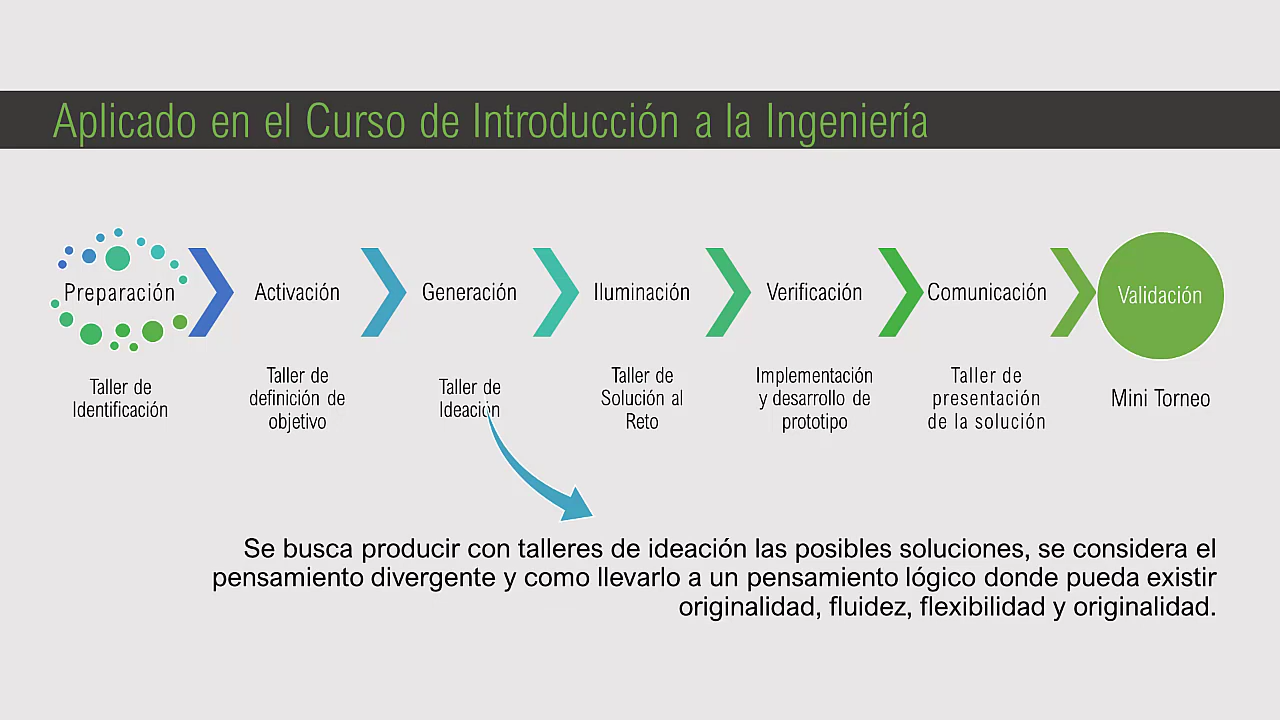 Aplicado en el Curso de Introducción a la Ingeniería
Preparación
Activación
Generación
Iluminación
Verificación
Comunicación
Validación
Taller de
Identificación
Taller de
definición de
objetivo
Taller de
Ideación
Taller de
Solución al
Reto
Implementación
y desarrollo de
prototipo
Taller de
presentación
de la solución
Mini Torneo
Se busca producir con talleres de ideación las posibles soluciones, se considera el
pensamiento divergente y como llevarlo a un pensamiento lógico donde pueda existir
originalidad, fluidez, flexibilidad y originalidad.